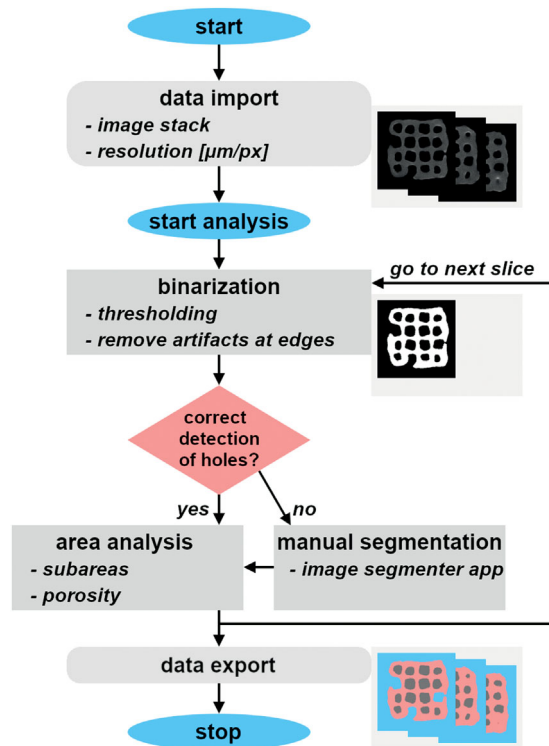 start
data import
- image stack
- resolution [µm/px]
start analysis
go to next slice
binarization
- thresholding
- remove artifacts at edges
correct
detection
of holes?
yes
no
area analysis
- subareas
- porosity
manual segmentation
- image segmenter app
data export
stop